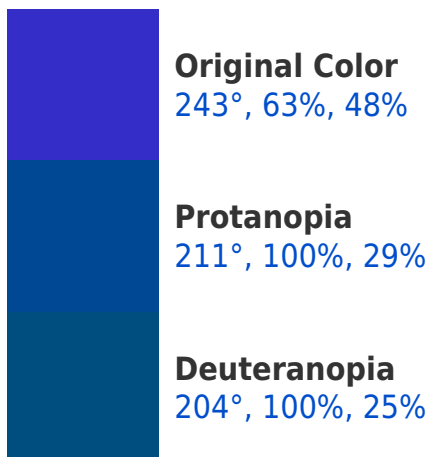 Original Color
243°, 63%, 48%
Protanopia
211°, 100%, 29%
Deuteranopia
204°, 100%, 25%